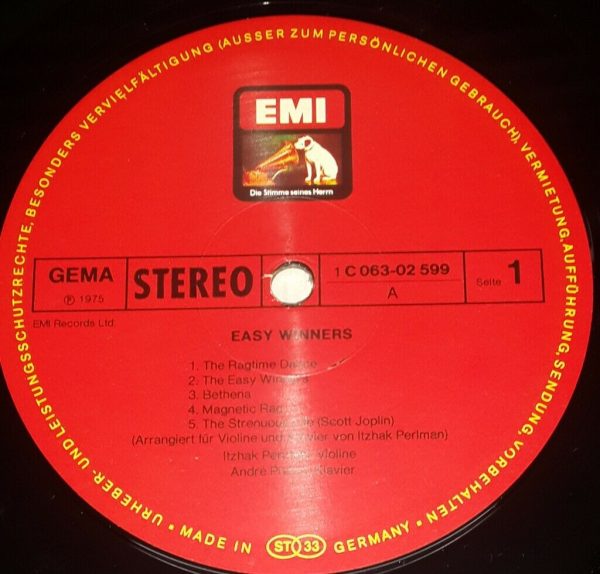 URHEBER- UND LEISTUNGSSCHUTZRECHTE, BESONDERS VERVIELFÄLTIGUNG (AUSSER ZUM PERSÖNLICHEN GEBRAUCH), VERMIETUNG, AUFFÜHRUNG, SENDUNG VORBEHALTEN •
EMI
Die Stimme seines Herrn
GEMA
℗ 1975
STEREO
1 C 063-02 599
A
Seite 1
EMI Records Ltd.
EASY WINNERS
1. The Ragtime
2. The Easy Winners
3. Bethena
4. Magnetic
5. The (Scott Joplin)
(Arrangiert für Violine und Klavier von Itzhak Perlman)
Itzhak Violine
André Klavier
• MADE IN ST 33 GERMANY •